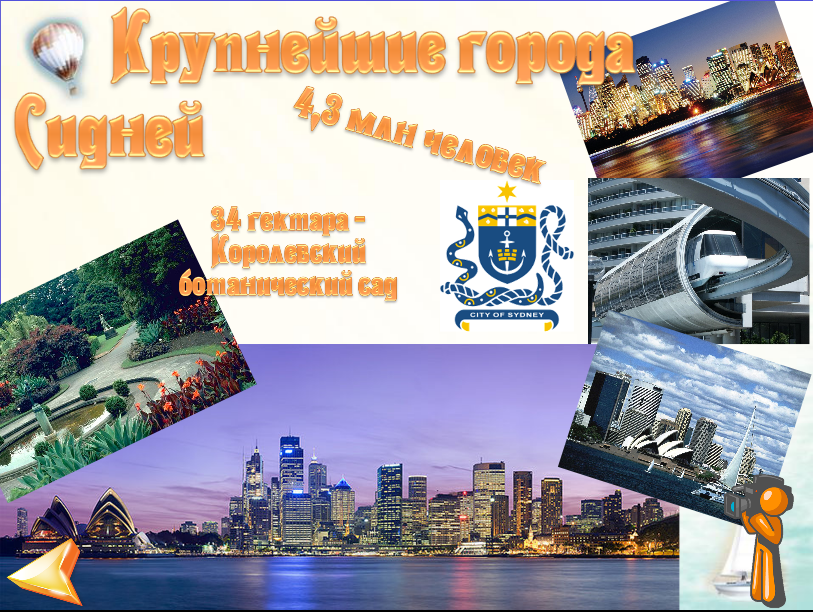 Крупнейшие города
Сидней
4,3 млн человек
34 гектара -
Королевский
ботанический сад
CITY OF SYDNEY